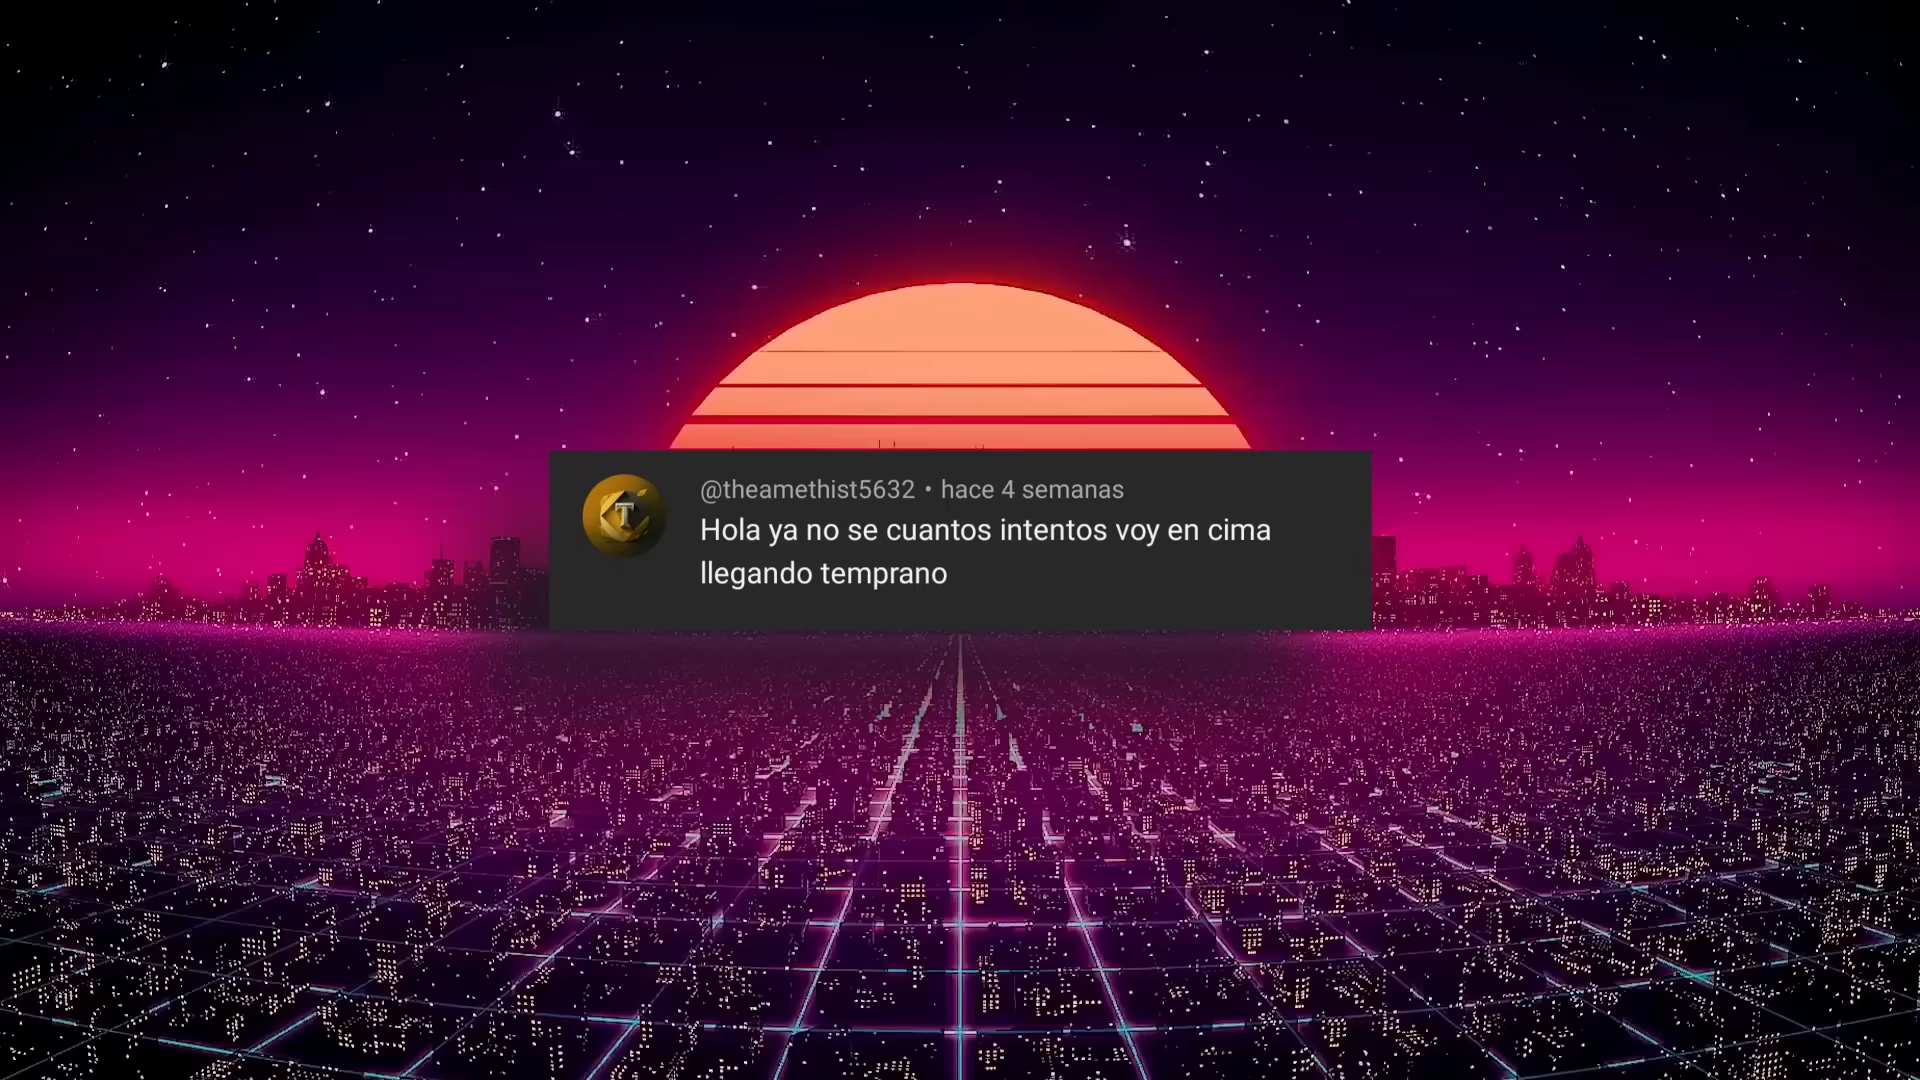 @theamethist5632 • hace 4 semanas
Hola ya no se cuantos intentos voy en cima
llegando temprano
T